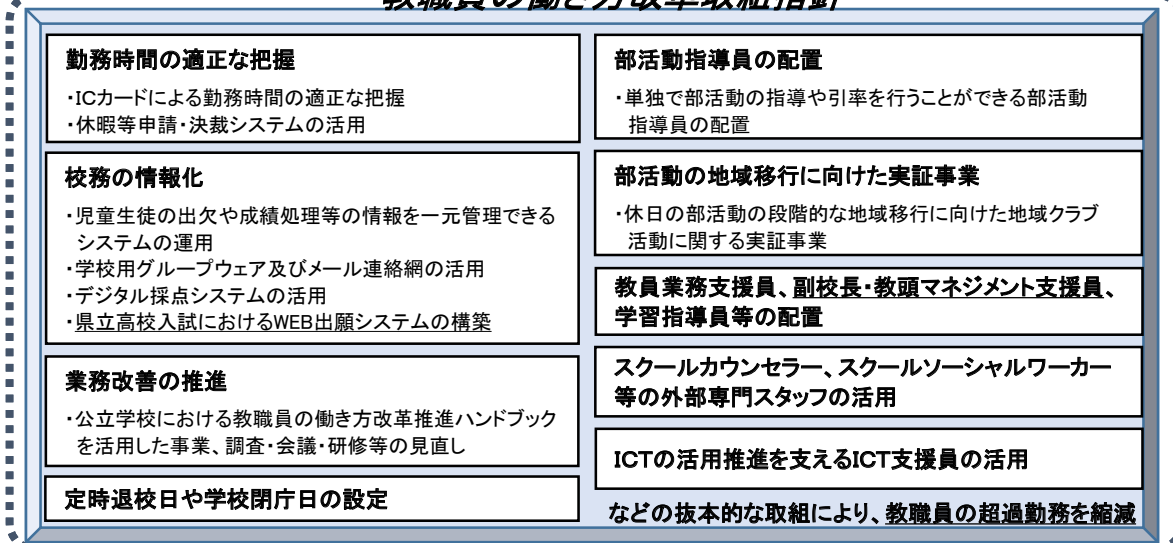 教職員の働き方改革取組指針
勤務時間の適正な把握
・ICカードによる勤務時間の適正な把握
・休暇等申請・決裁システムの活用
校務の情報化
・児童生徒の出欠や成績処理等の情報を一元管理できる
システムの運用
・学校用グループウェア及びメール連絡網の活用
・デジタル採点システムの活用
・県立高校入試におけるWEB出願システムの構築
業務改善の推進
・公立学校における教職員の働き方改革推進ハンドブック
を活用した事業、調査・会議・研修等の見直し
定時退校日や学校閉庁日の設定
部活動指導員の配置
・単独で部活動の指導や引率を行うことができる部活動
指導員の配置
部活動の地域移行に向けた実証事業
・休日の部活動の段階的な地域移行に向けた地域クラブ
活動に関する実証事業
教員業務支援員、副校長・教頭マネジメント支援員、
学習指導員等の配置
スクールカウンセラー、スクールソーシャルワーカー
等の外部専門スタッフの活用
ICTの活用推進を支えるICT支援員の活用
などの抜本的な取組により、教職員の超過勤務を縮減